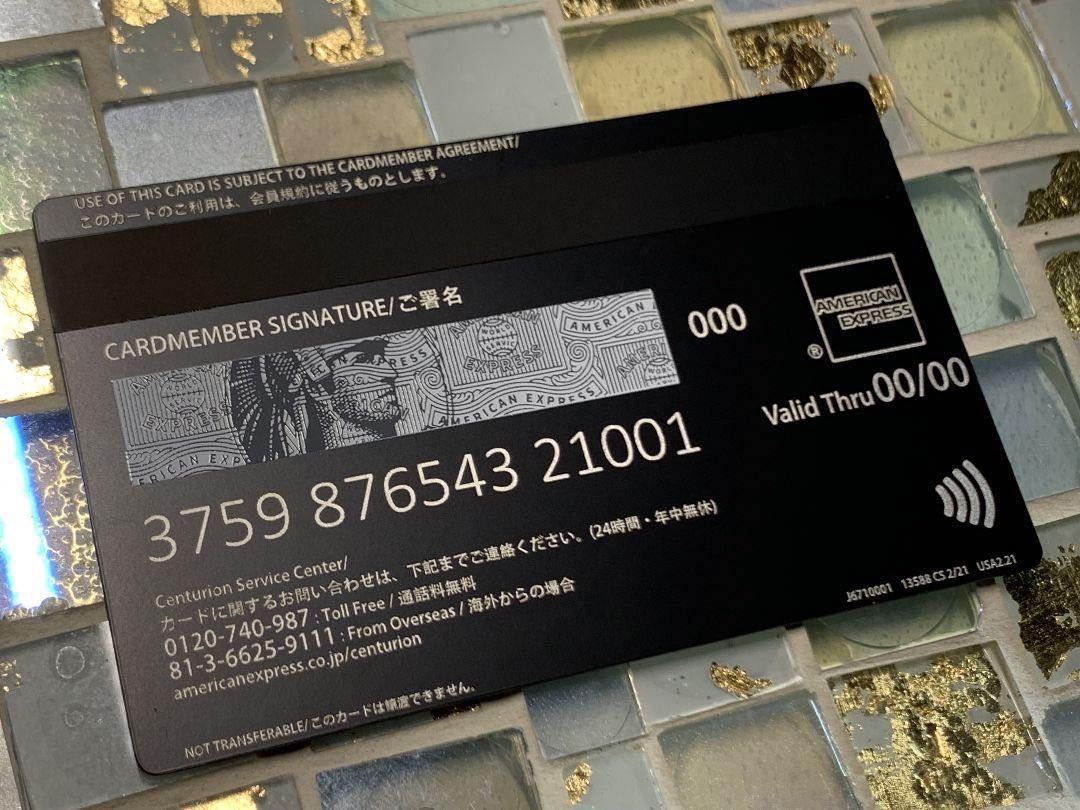 USE OF THIS CARD IS SUBJECT TO THE CARDMEMBER AGREEMENT/
このカードのご利用は、会員規約に従うものとします。
CARDMEMBER SIGNATURE/ご署名
000
AMERICAN
EXPRESS
®
AMERICAN EXPRESS
AMERICAN EXPRESS
AMERICAN
EXPRESS
Valid Thru 00/00
3759 876543 21001
Centurion Service Center/
カードに関するお問い合わせは、下記までご連絡ください。(24時間・年中無休)
0120-740-987 : Toll Free / 通話料無料
81-3-6625-9111 : From Overseas / 海外からの場合
americanexpress.co.jp/centurion
J6710001 13588 CS 2/21 USA2.21
NOT TRANSFERABLE/このカードは譲渡できません。